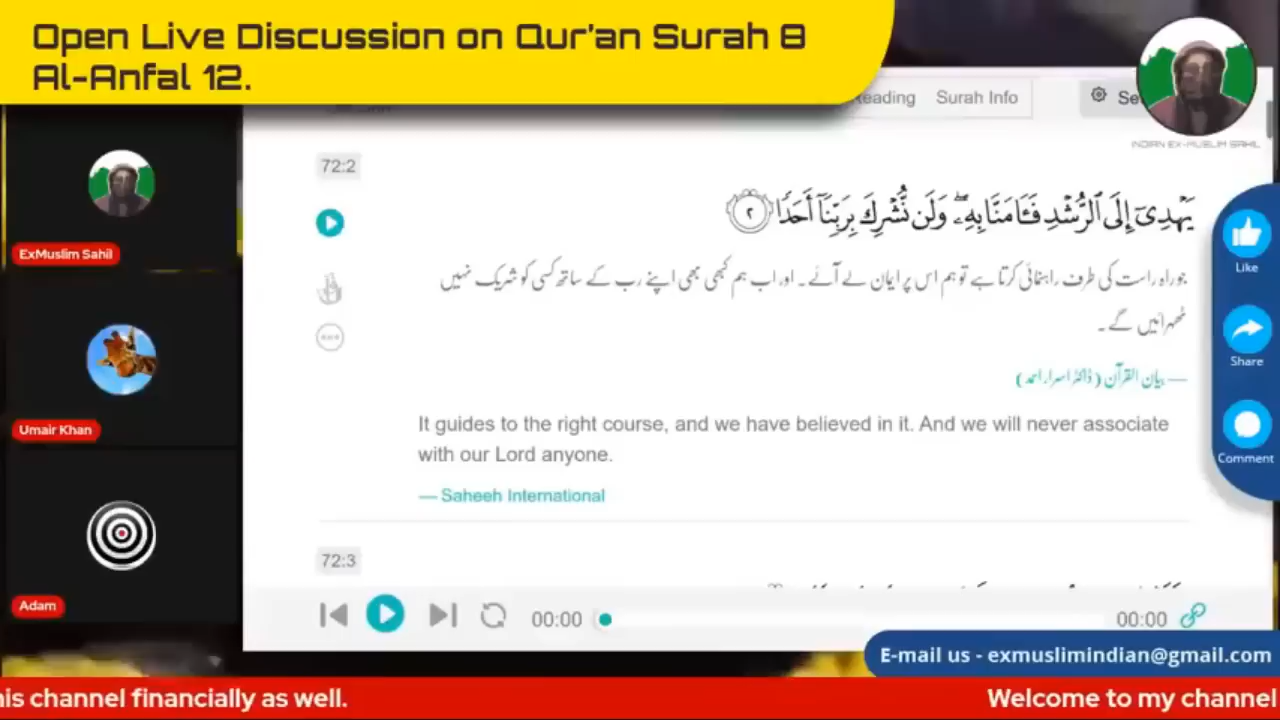 Open Live Discussion on Qur'an Surah 8
Al-Anfal 12.
Reading Surah Info
INDIAN EX-MUSLIM SAHIL
72:2
يَهْدِىٓ إِلَى ٱلرُّشْدِ فَـَٔامَنَّا بِهِۦ ۖ وَلَن نُّشْرِكَ بِرَبِّنَآ أَحَدًا ٢
جو راہ راست کی طرف راہنمائی کرتا ہے تو ہم اس پر ایمان لے آئے۔ اور اب ہم کبھی بھی اپنے رب کے ساتھ کسی کو شریک نہیں
ٹھہرائیں گے۔
— بیان القرآن (ڈاکٹر اسرار احمد)
It guides to the right course, and we have believed in it. And we will never associate
with our Lord anyone.
— Saheeh International
72:3
00:00
00:00
ExMuslim Sahil
Umair Khan
Adam
Like
Share
Comment
E-mail us - exmuslimindian@gmail.com
his channel financially as well.
Welcome to my channel